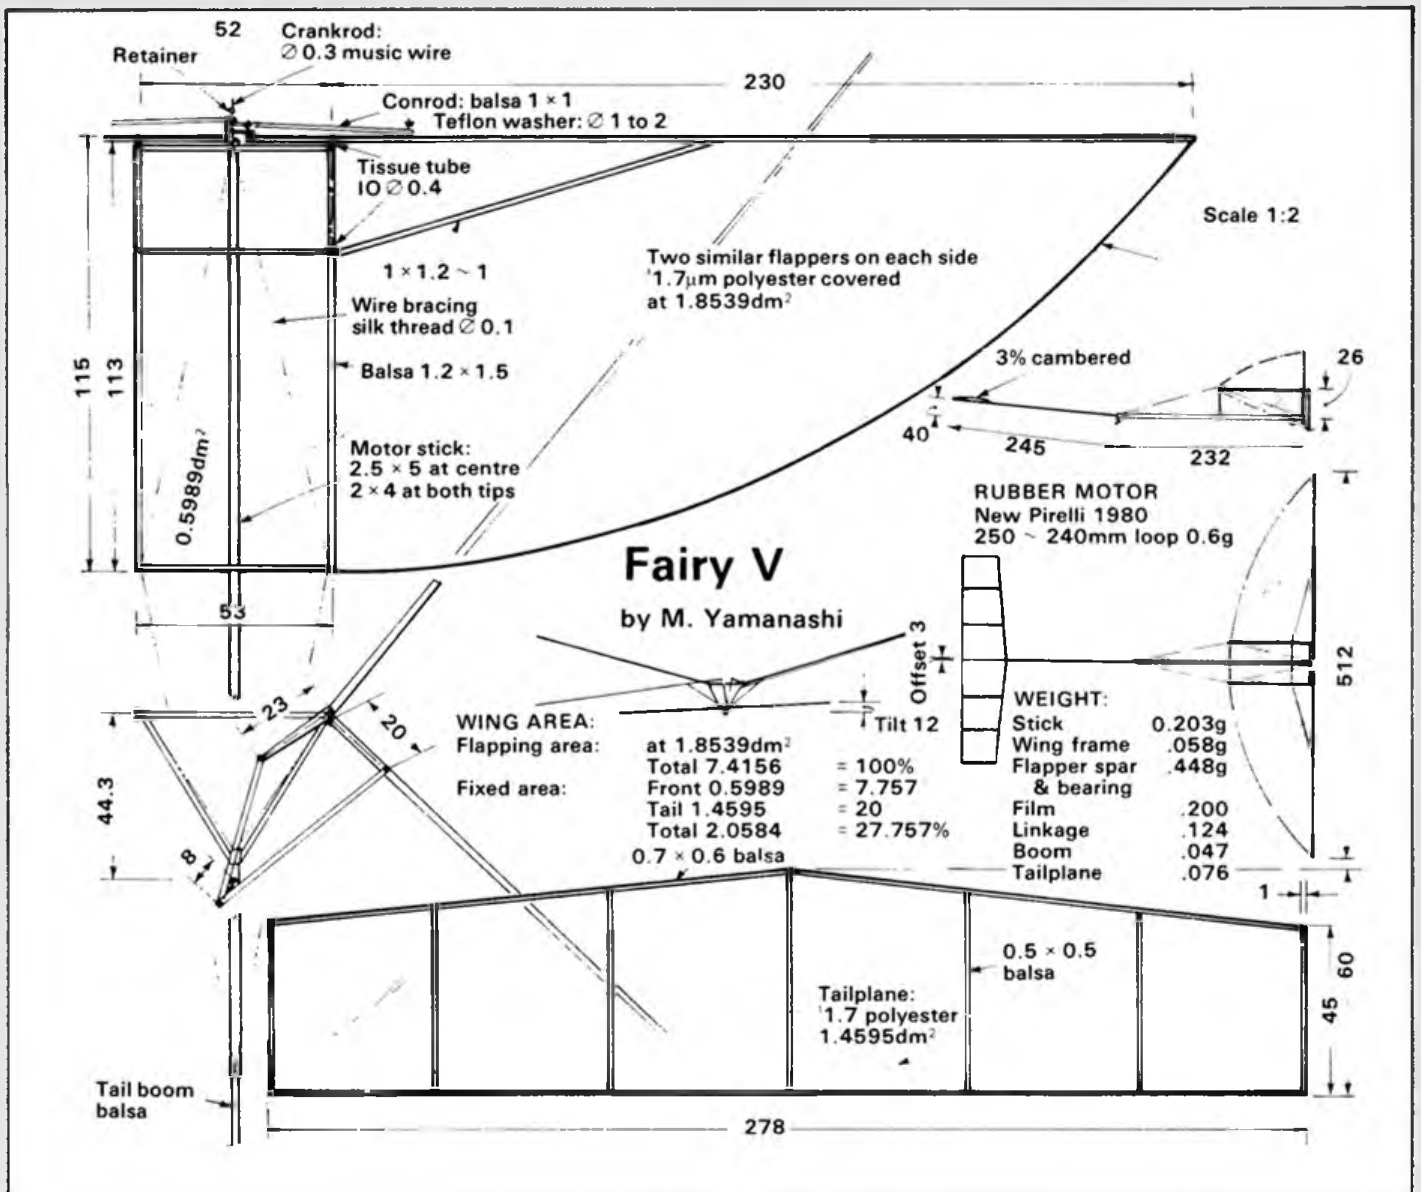 52
Crankrod:
∅ 0.3 music wire
Retainer
230
Conrod: balsa 1 × 1
Teflon washer: ∅ 1 to 2
Tissue tube
IO ∅ 0.4
Scale 1:2
Two similar flappers on each side
1.7μm polyester covered
at 1.8539dm²
1 × 1.2 ~ 1
Wire bracing
silk thread ∅ 0.1
115
113
Balsa 1.2 × 1.5
3% cambered
26
40
245
232
Motor stick:
2.5 × 5 at centre
2 × 4 at both tips
0.5989dm²
RUBBER MOTOR
New Pirelli 1980
250 ~ 240mm loop 0.6g
Fairy V
by M. Yamanashi
53
Offset 3
512
23
20
44.3
8
Tilt 12
WING AREA:
Flapping area: at 1.8539dm²
Total 7.4156 = 100%
Fixed area: Front 0.5989 = 7.757
Tail 1.4595 = 20
Total 2.0584 = 27.757%
WEIGHT:
Stick 0.203g
Wing frame .058g
Flapper spar .448g
& bearing
Film .200
Linkage .124
Boom .047
Tailplane .076
0.7 × 0.6 balsa
1
0.5 × 0.5
balsa
60
45
Tailplane:
1.7 polyester
1.4595dm²
Tail boom
balsa
278